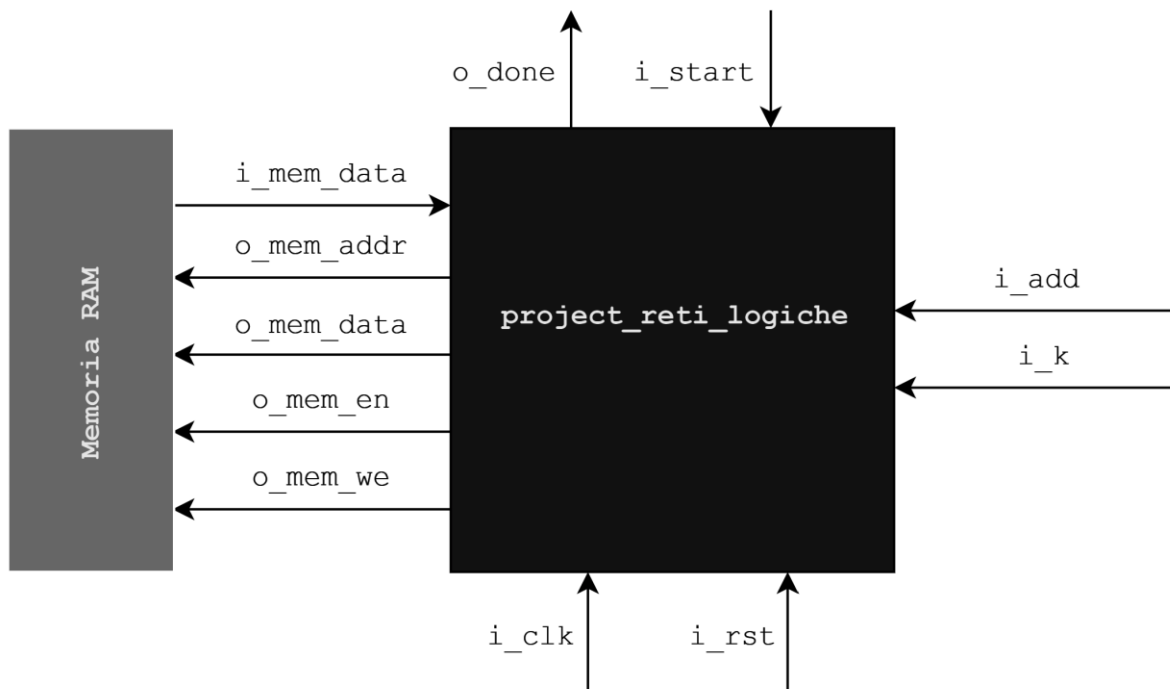 o_done
i_start
i_mem_data
o_mem_addr
o_mem_data
o_mem_en
o_mem_we
Memoria RAM
project_reti_logiche
i_add
i_k
i_clk
i_rst